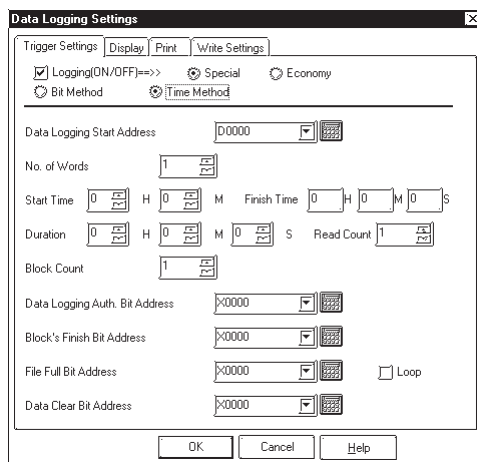 Data Logging Settings
Trigger Settings Display Print Write Settings
Logging(ON/OFF)==>> Special Economy
Bit Method Time Method
Data Logging Start Address D0000
No. of Words 1
Start Time 0 H 0 M Finish Time 0 H 0 M 0 S
Duration 0 H 0 M 0 S Read Count 1
Block Count 1
Data Logging Auth. Bit Address X0000
Block's Finish Bit Address X0000
File Full Bit Address X0000 Loop
Data Clear Bit Address X0000
OK Cancel Help